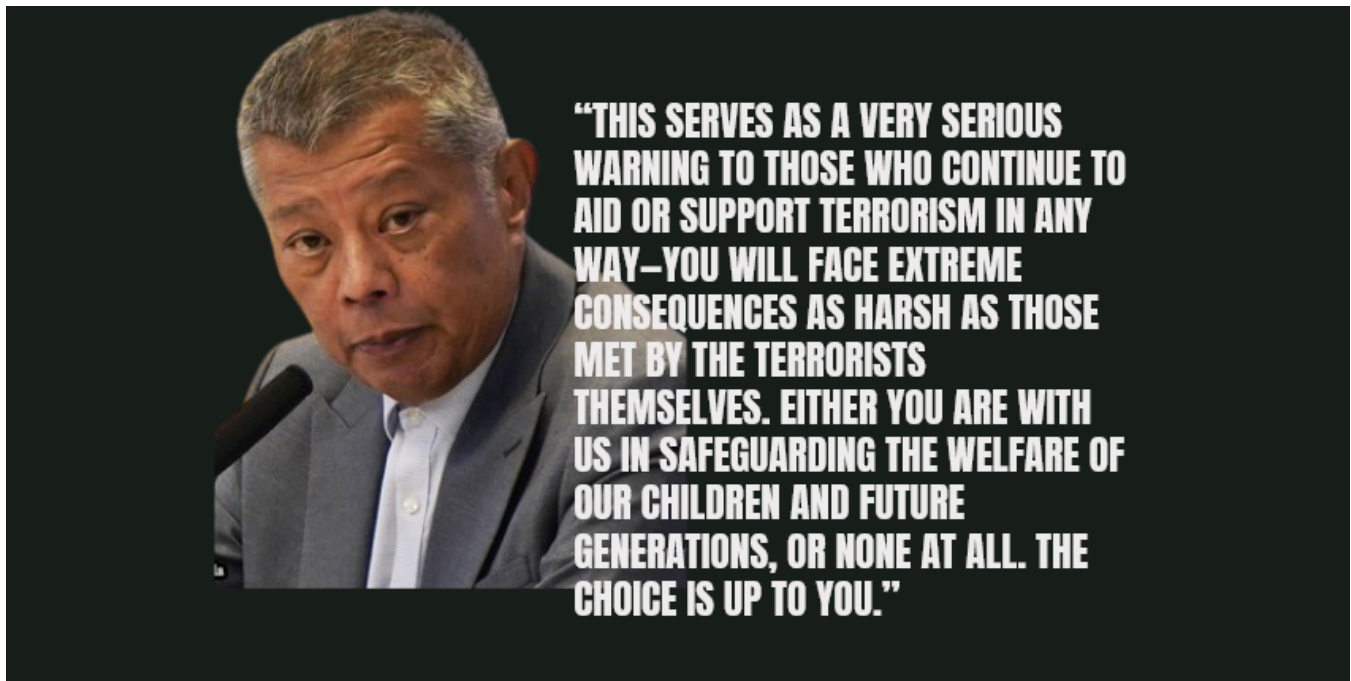 “THIS SERVES AS A VERY SERIOUS
WARNING TO THOSE WHO CONTINUE TO
AID OR SUPPORT TERRORISM IN ANY
WAY—YOU WILL FACE EXTREME
CONSEQUENCES AS HARSH AS THOSE
MET BY THE TERRORISTS
THEMSELVES. EITHER YOU ARE WITH
US IN SAFEGUARDING THE WELFARE OF
OUR CHILDREN AND FUTURE
GENERATIONS, OR NONE AT ALL. THE
CHOICE IS UP TO YOU.”